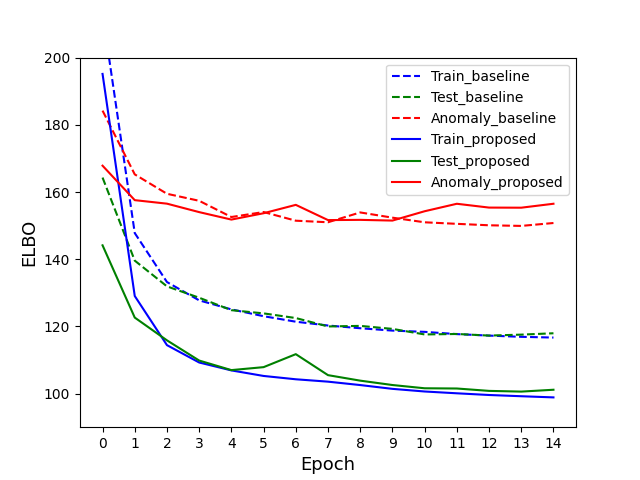 200
180
160
140
120
100
ELBO
0 1 2 3 4 5 6 7 8 9 10 11 12 13 14
Epoch
Train_baseline
Test_baseline
Anomaly_baseline
Train_proposed
Test_proposed
Anomaly_proposed